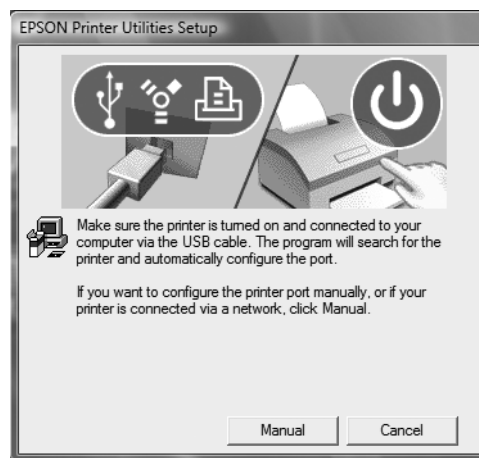 EPSON Printer Utilities Setup
Make sure the printer is turned on and connected to your
computer via the USB cable. The program will search for the
printer and automatically configure the port.
If you want to configure the printer port manually, or if your
printer is connected via a network, click Manual.
Manual
Cancel